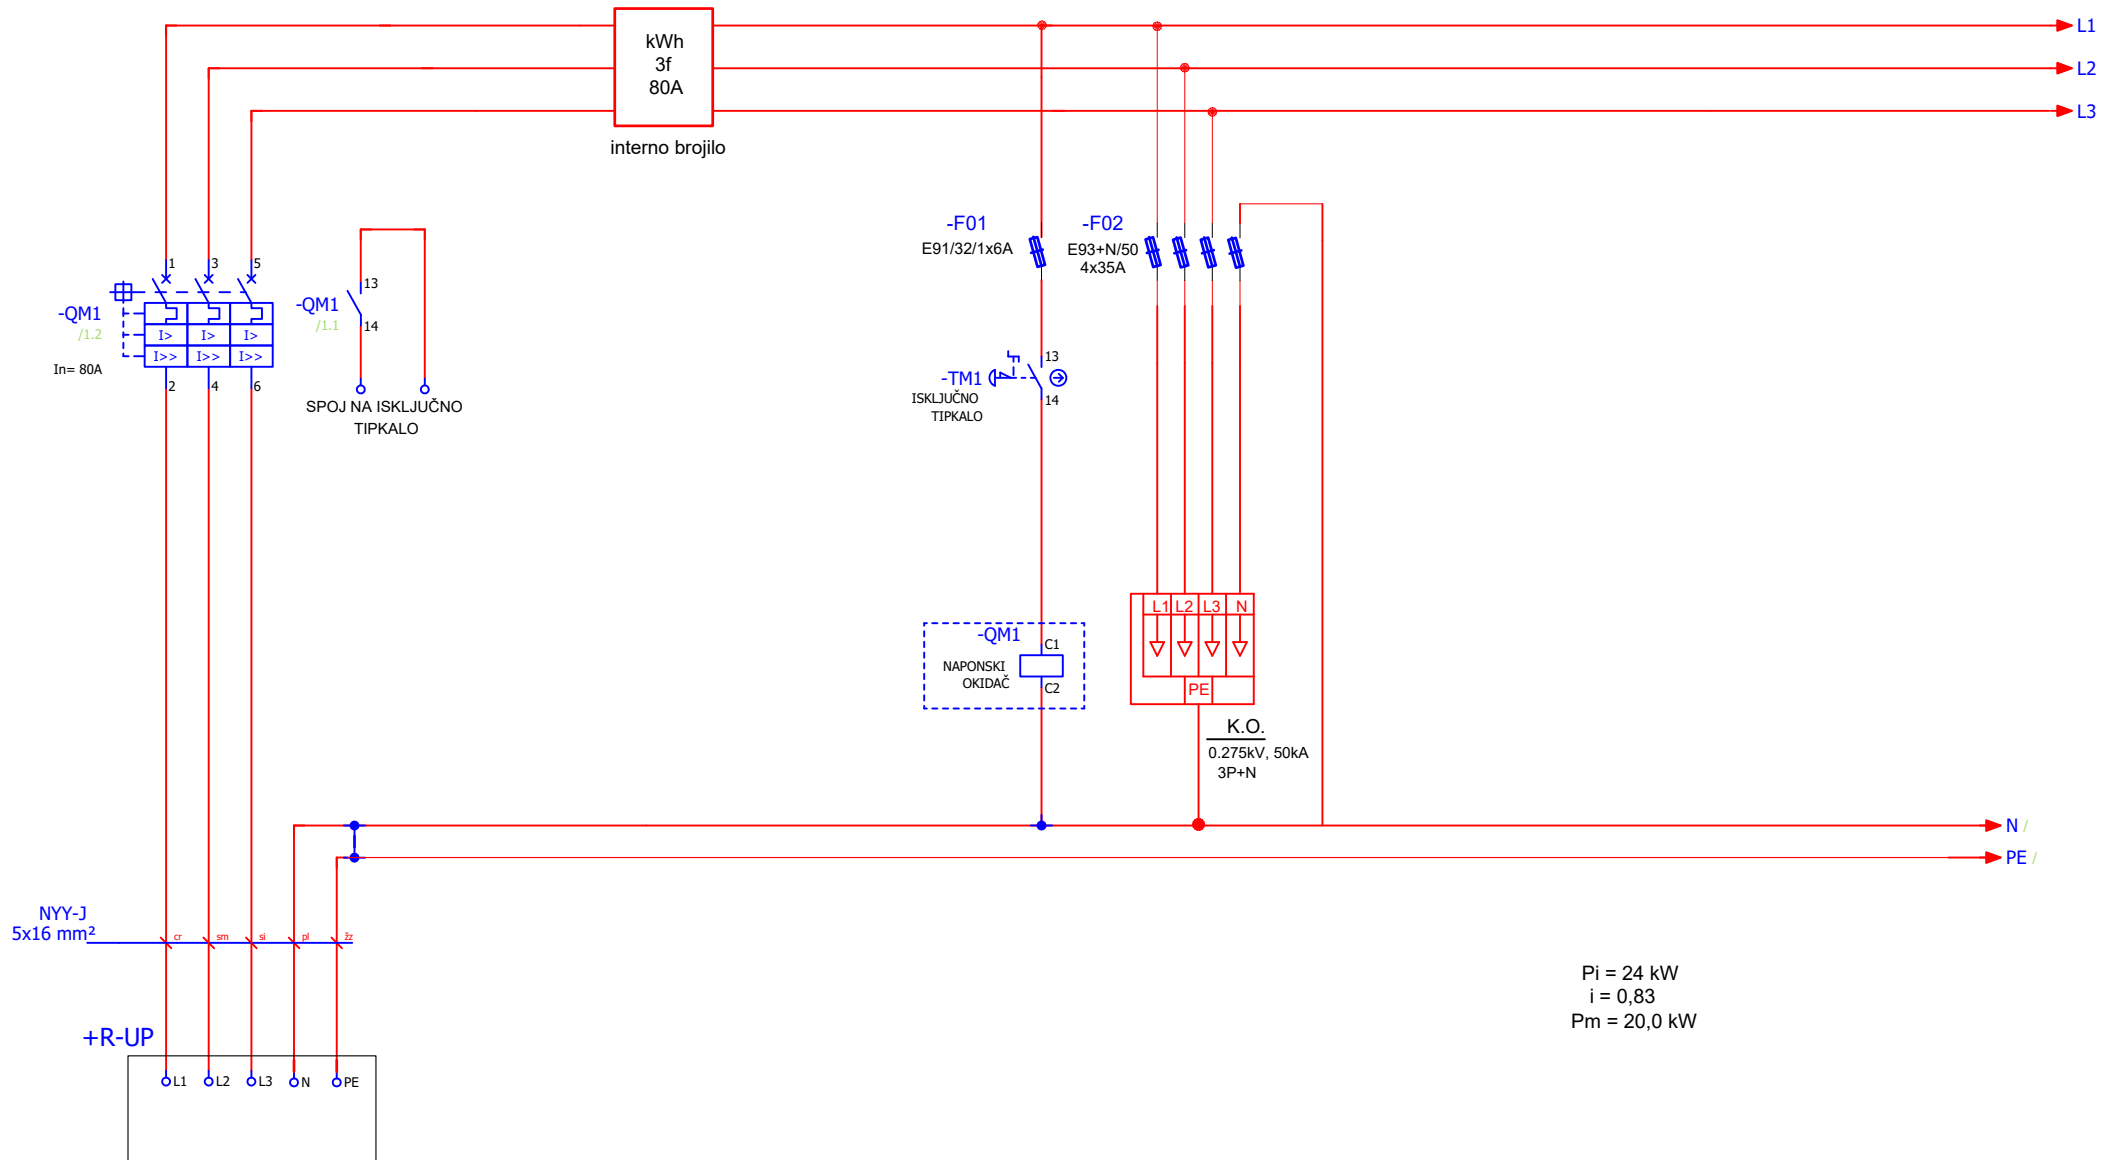 L1
L2
L3
kWh
3f
80A
interno brojilo
-F01
E91/32/1x6A
-F02
E93+N/50
4x35A
1
3
5
-QM1
/1.2
I>
I>
I>
I>>
I>>
I>>
In= 80A
2
4
6
-QM1
/1.1
13
14
SPOJ NA ISKLJUČNO
TIPKALO
-TM1
ISKLJUČNO
TIPKALO
13
14
-QM1
NAPONSKI
OKIDAČ
C1
C2
L1
L2
L3
N
PE
K.O.
0.275kV, 50kA
3P+N
N /
PE /
NYY-J
5x16 mm²
cr
sm
si
pl
žz
Pi = 24 kW
i = 0,83
Pm = 20,0 kW
+R-UP
L1
L2
L3
N
PE